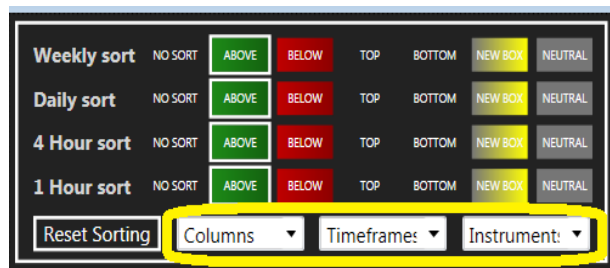 Weekly sort NO SORT ABOVE BELOW TOP BOTTOM NEW BOX NEUTRAL
Daily sort NO SORT ABOVE BELOW TOP BOTTOM NEW BOX NEUTRAL
4 Hour sort NO SORT ABOVE BELOW TOP BOTTOM NEW BOX NEUTRAL
1 Hour sort NO SORT ABOVE BELOW TOP BOTTOM NEW BOX NEUTRAL
Reset Sorting Columns Timeframes Instruments